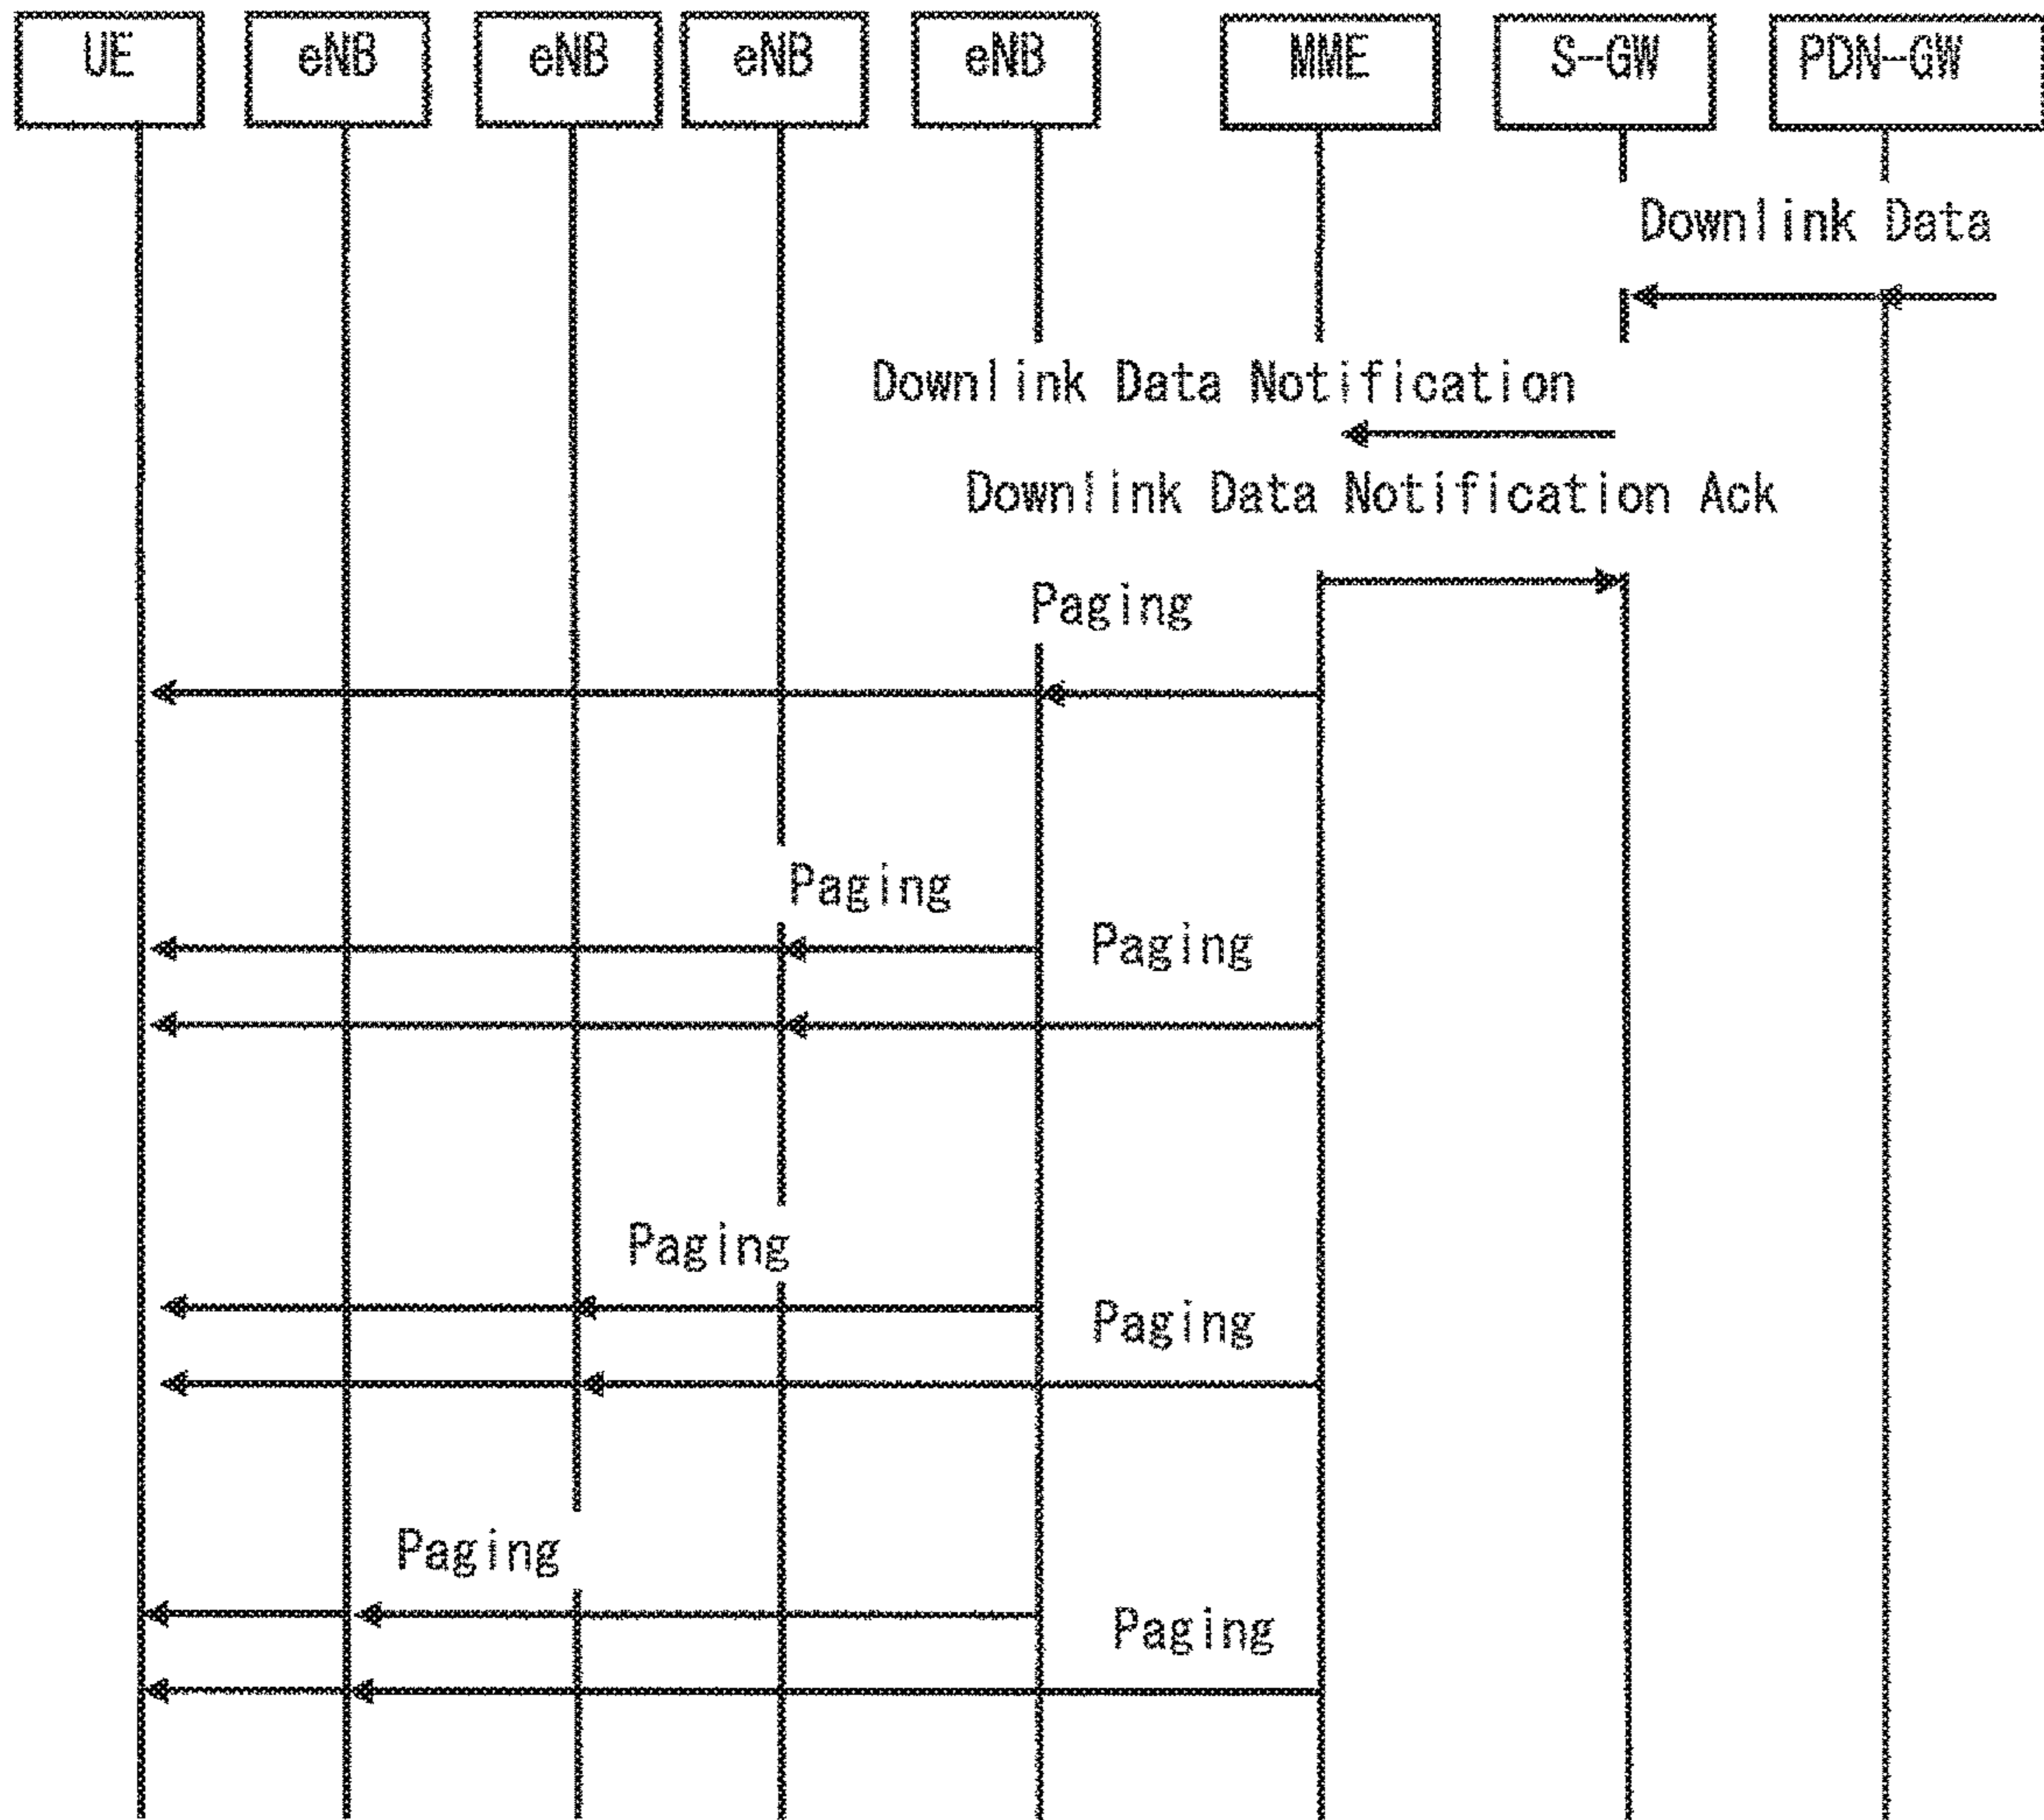 UE eNB eNB eNB eNB MME S-GW PDN-GW
Downlink Data
Downlink Data Notification
Downlink Data Notification Ack
Paging
Paging
Paging
Paging
Paging
Paging
Paging